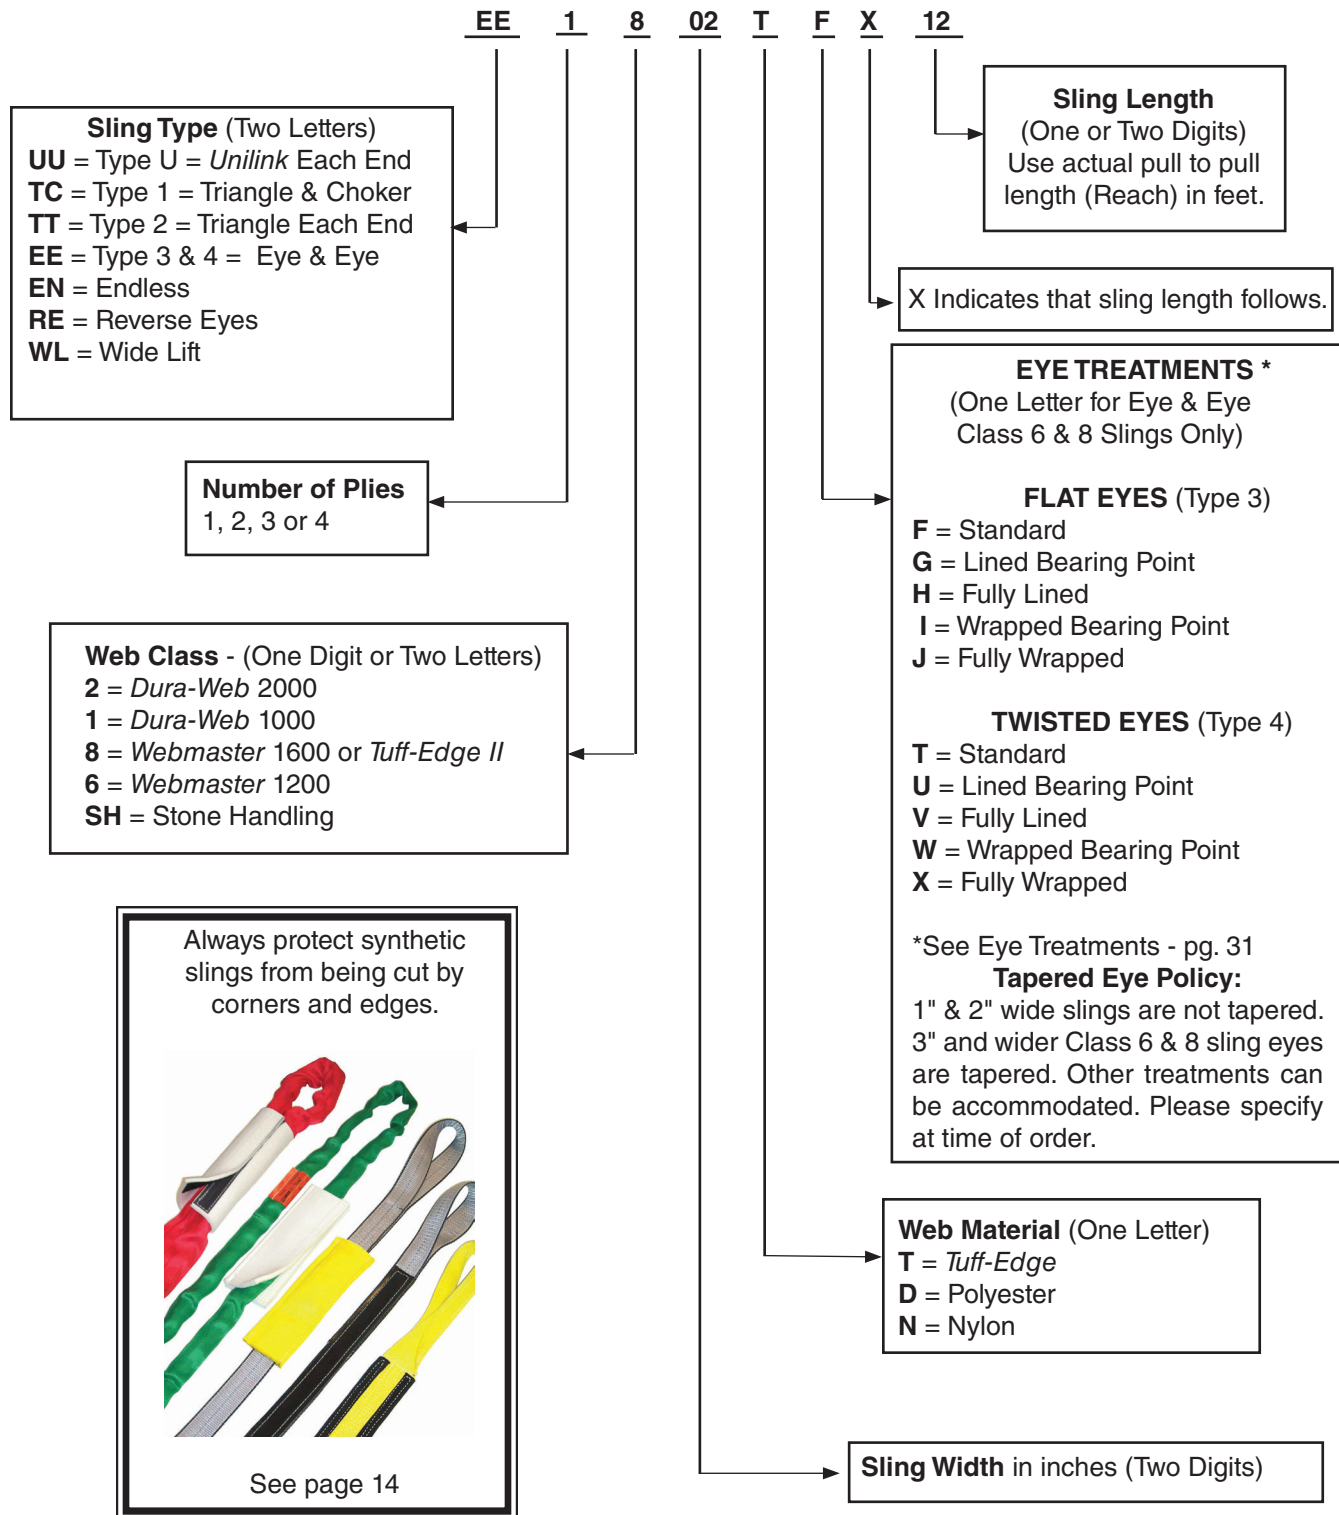 EE 1 8 02 T F X 12
Sling Type (Two Letters)
UU = Type U = Unilink Each End
TC = Type 1 = Triangle & Choker
TT = Type 2 = Triangle Each End
EE = Type 3 & 4 = Eye & Eye
EN = Endless
RE = Reverse Eyes
WL = Wide Lift
Number of Plies
1, 2, 3 or 4
Web Class - (One Digit or Two Letters)
2 = Dura-Web 2000
1 = Dura-Web 1000
8 = Webmaster 1600 or Tuff-Edge II
6 = Webmaster 1200
SH = Stone Handling
Always protect synthetic
slings from being cut by
corners and edges.
See page 14
Sling Length
(One or Two Digits)
Use actual pull to pull
length (Reach) in feet.
X Indicates that sling length follows.
EYE TREATMENTS *
(One Letter for Eye & Eye
Class 6 & 8 Slings Only)
FLAT EYES (Type 3)
F = Standard
G = Lined Bearing Point
H = Fully Lined
I = Wrapped Bearing Point
J = Fully Wrapped
TWISTED EYES (Type 4)
T = Standard
U = Lined Bearing Point
V = Fully Lined
W = Wrapped Bearing Point
X = Fully Wrapped
*See Eye Treatments - pg. 31
Tapered Eye Policy:
1" & 2" wide slings are not tapered.
3" and wider Class 6 & 8 sling eyes
are tapered. Other treatments can
be accommodated. Please specify
at time of order.
Web Material (One Letter)
T = Tuff-Edge
D = Polyester
N = Nylon
Sling Width in inches (Two Digits)